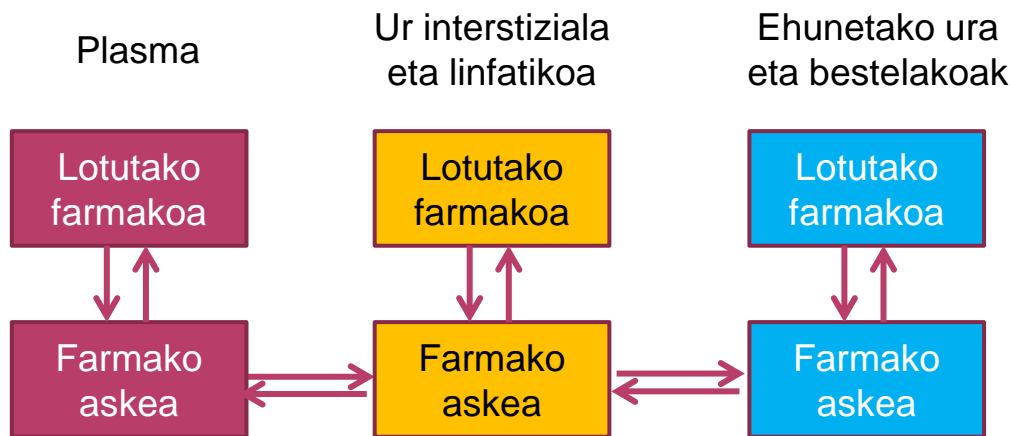 Plasma
Ur interstiziala
eta linfatikoa
Ehunetako ura
eta bestelakoak
Lotutako
farmakoa
Lotutako
farmakoa
Lotutako
farmakoa
Farmako
askea
Farmako
askea
Farmako
askea